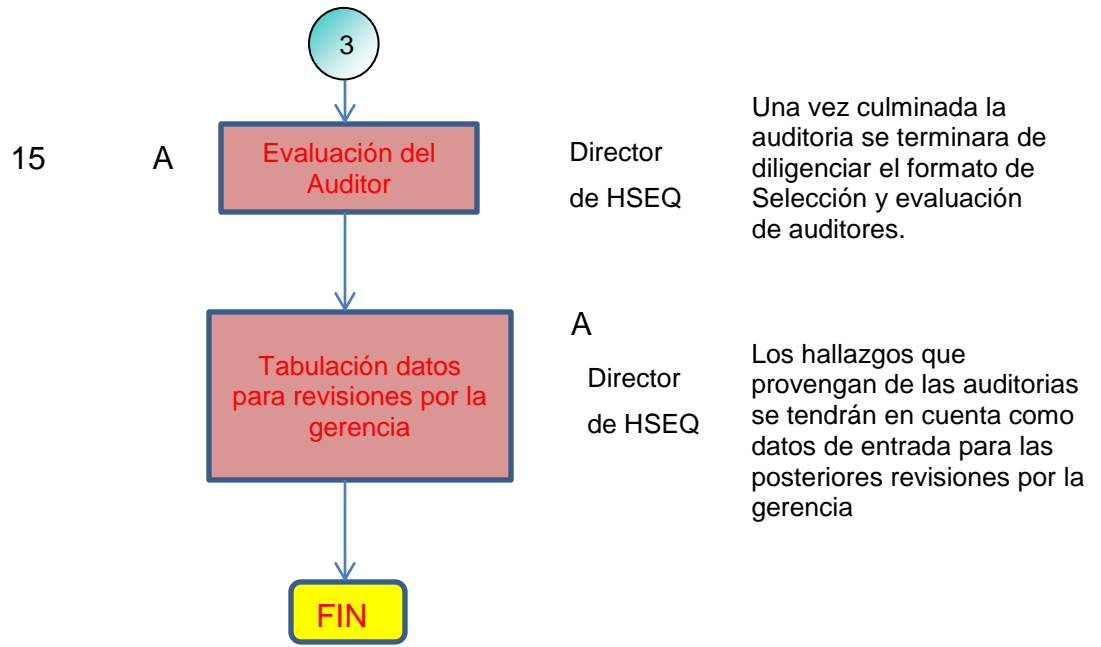 3
15
A
Evaluación del
Auditor
Director
de HSEQ
Una vez culminada la
auditoria se terminara de
diligenciar el formato de
Selección y evaluación
de auditores.
Tabulación datos
para revisiones por la
gerencia
A
Director
de HSEQ
Los hallazgos que
provengan de las auditorias
se tendrán en cuenta como
datos de entrada para las
posteriores revisiones por la
gerencia
FIN